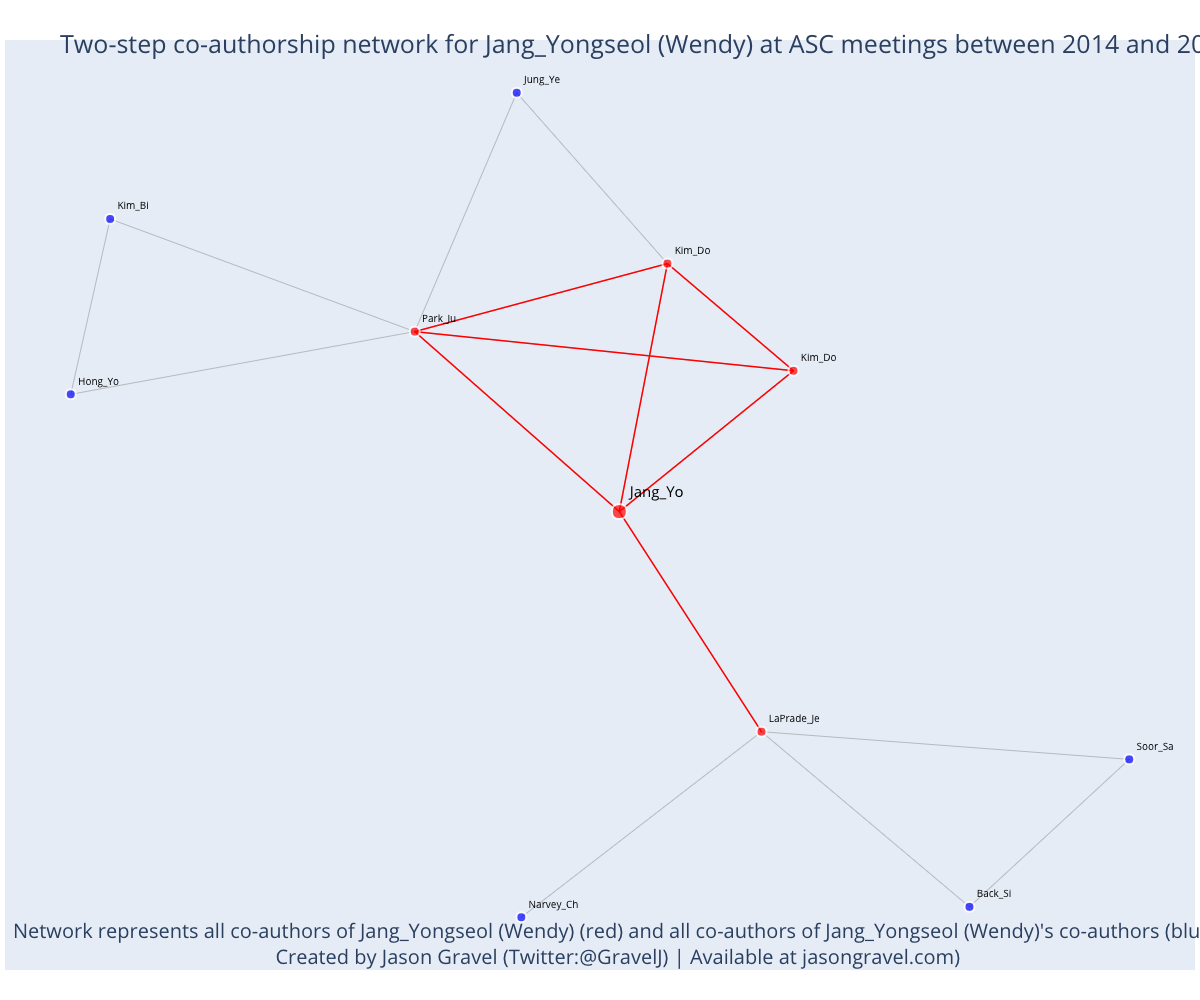 Two-step co-authorship network for Jang_Yongseol (Wendy) at ASC meetings between 2014 and 20
Jung_Ye
Kim_Bi
Kim_Do
Park_Ju
Kim_Do
Hong_Yo
Jang_Yo
LaPrade_Je
Soor_Sa
Back_Si
Narvey_Ch
Network represents all co-authors of Jang_Yongseol (Wendy) (red) and all co-authors of Jang_Yongseol (Wendy)'s co-authors (blu
Created by Jason Gravel (Twitter:@GravelJ) | Available at jasongravel.com)